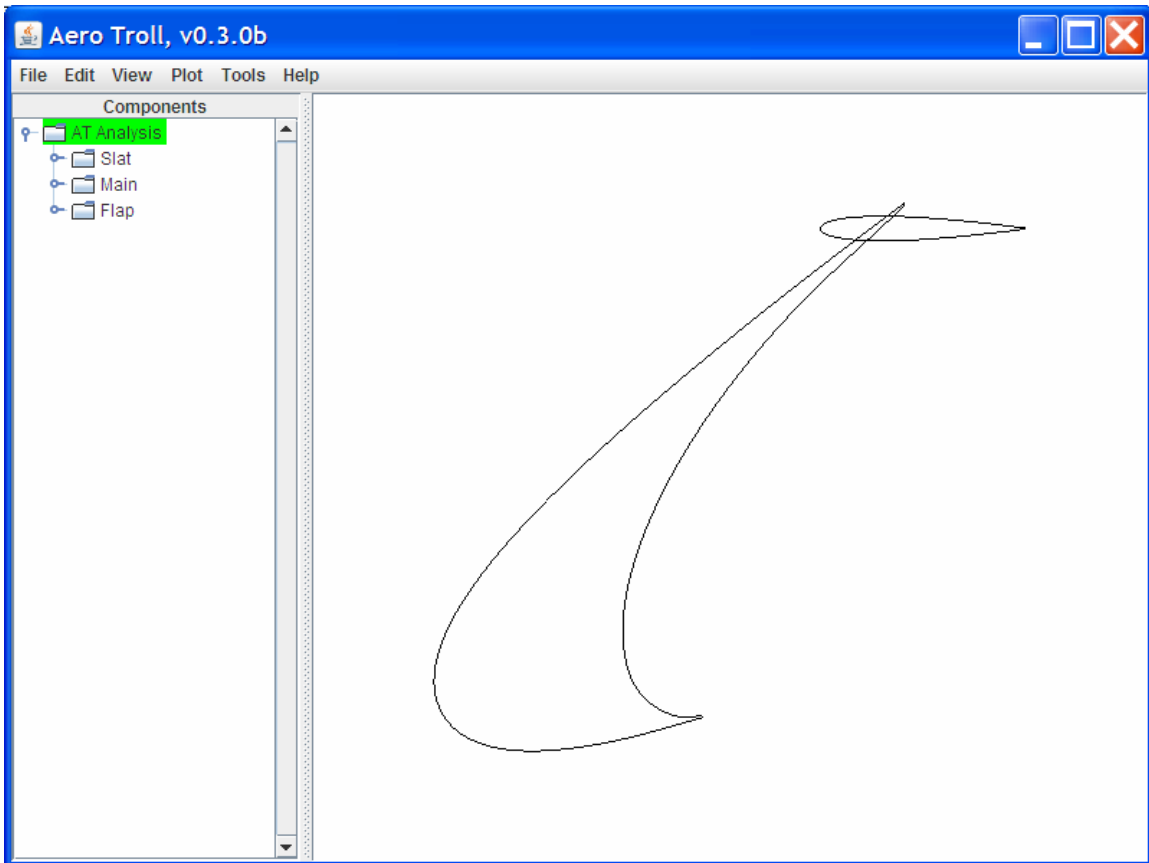 Aero Troll, v0.3.0b
File Edit View Plot Tools Help
Components
AT Analysis
Slat
Main
Flap